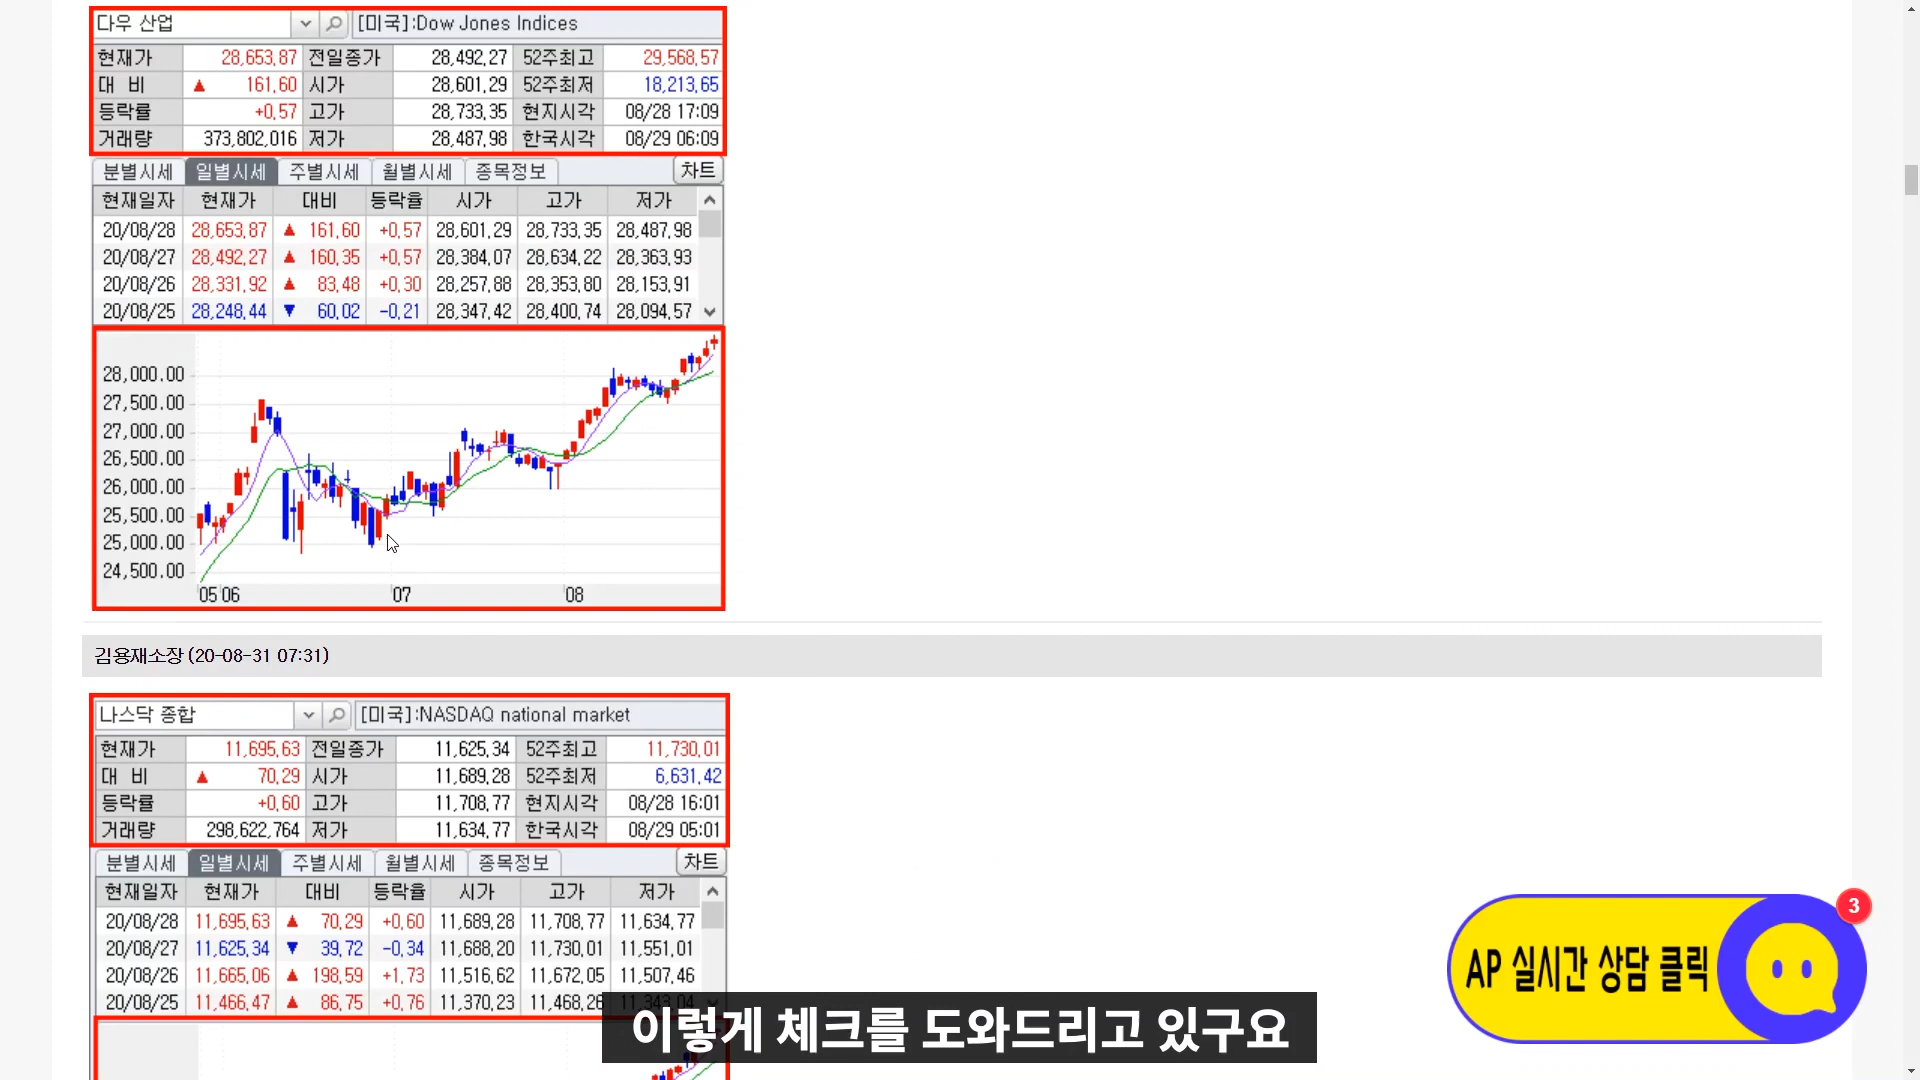 다우 산업 [미국]:Dow Jones Indices
현재가 28,653,87 전일종가 28,492,27 52주최고 29,568,57
대 비 ▲ 161,60 시가 28,601,29 52주최저 18,213,65
등락률 +0,57 고가 28,733,35 현지시각 08/28 17:09
거래량 373,802,016 저가 28,487,98 한국시각 08/29 06:09
분별시세 일별시세 주별시세 월별시세 종목정보 차트
현재일자 현재가 대비 등락율 시가 고가 저가
20/08/28 28,653,87 ▲ 161,60 +0,57 28,601,29 28,733,35 28,487,98
20/08/27 28,492,27 ▲ 160,35 +0,57 28,384,07 28,634,22 28,363,93
20/08/26 28,331,92 ▲ 83,48 +0,30 28,257,88 28,353,80 28,153,91
20/08/25 28,248,44 ▼ 60,02 -0,21 28,347,42 28,400,74 28,094,57
28,000.00
27,500.00
27,000.00
26,500.00
26,000.00
25,500.00
25,000.00
24,500.00
05 06 07 08
김용재소장 (20-08-31 07:31)
나스닥 종합 [미국]:NASDAQ national market
현재가 11,695,63 전일종가 11,625,34 52주최고 11,730,01
대 비 ▲ 70,29 시가 11,689,28 52주최저 6,631,42
등락률 +0,60 고가 11,708,77 현지시각 08/28 16:01
거래량 298,622,764 저가 11,634,77 한국시각 08/29 05:01
분별시세 일별시세 주별시세 월별시세 종목정보 차트
현재일자 현재가 대비 등락율 시가 고가 저가
20/08/28 11,695,63 ▲ 70,29 +0,60 11,689,28 11,708,77 11,634,77
20/08/27 11,625,34 ▼ 39,72 -0,34 11,688,20 11,730,01 11,551,01
20/08/26 11,665,06 ▲ 198,59 +1,73 11,516,62 11,672,05 11,507,46
20/08/25 11,466,47 ▲ 86,75 +0,76 11,370,23 11,468,26 11,343,04
3
AP 실시간 상담 클릭
이렇게 체크를 도와드리고 있구요